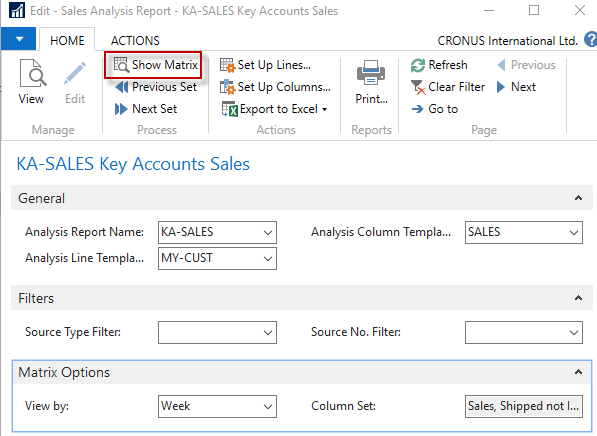 Edit - Sales Analysis Report - KA-SALES Key Accounts Sales
HOME ACTIONS CRONUS International Ltd.
View
Edit
Manage
Show Matrix
Previous Set
Next Set
Process
Set Up Lines...
Set Up Columns...
Export to Excel
Actions
Print...
Reports
Refresh
Clear Filter
Go to
Previous
Next
Page
KA-SALES Key Accounts Sales
General
Analysis Report Name: KA-SALES Analysis Column Templa... SALES
Analysis Line Templa... MY-CUST
Filters
Source Type Filter: Source No. Filter:
Matrix Options
View by: Week Column Set: Sales, Shipped not I...